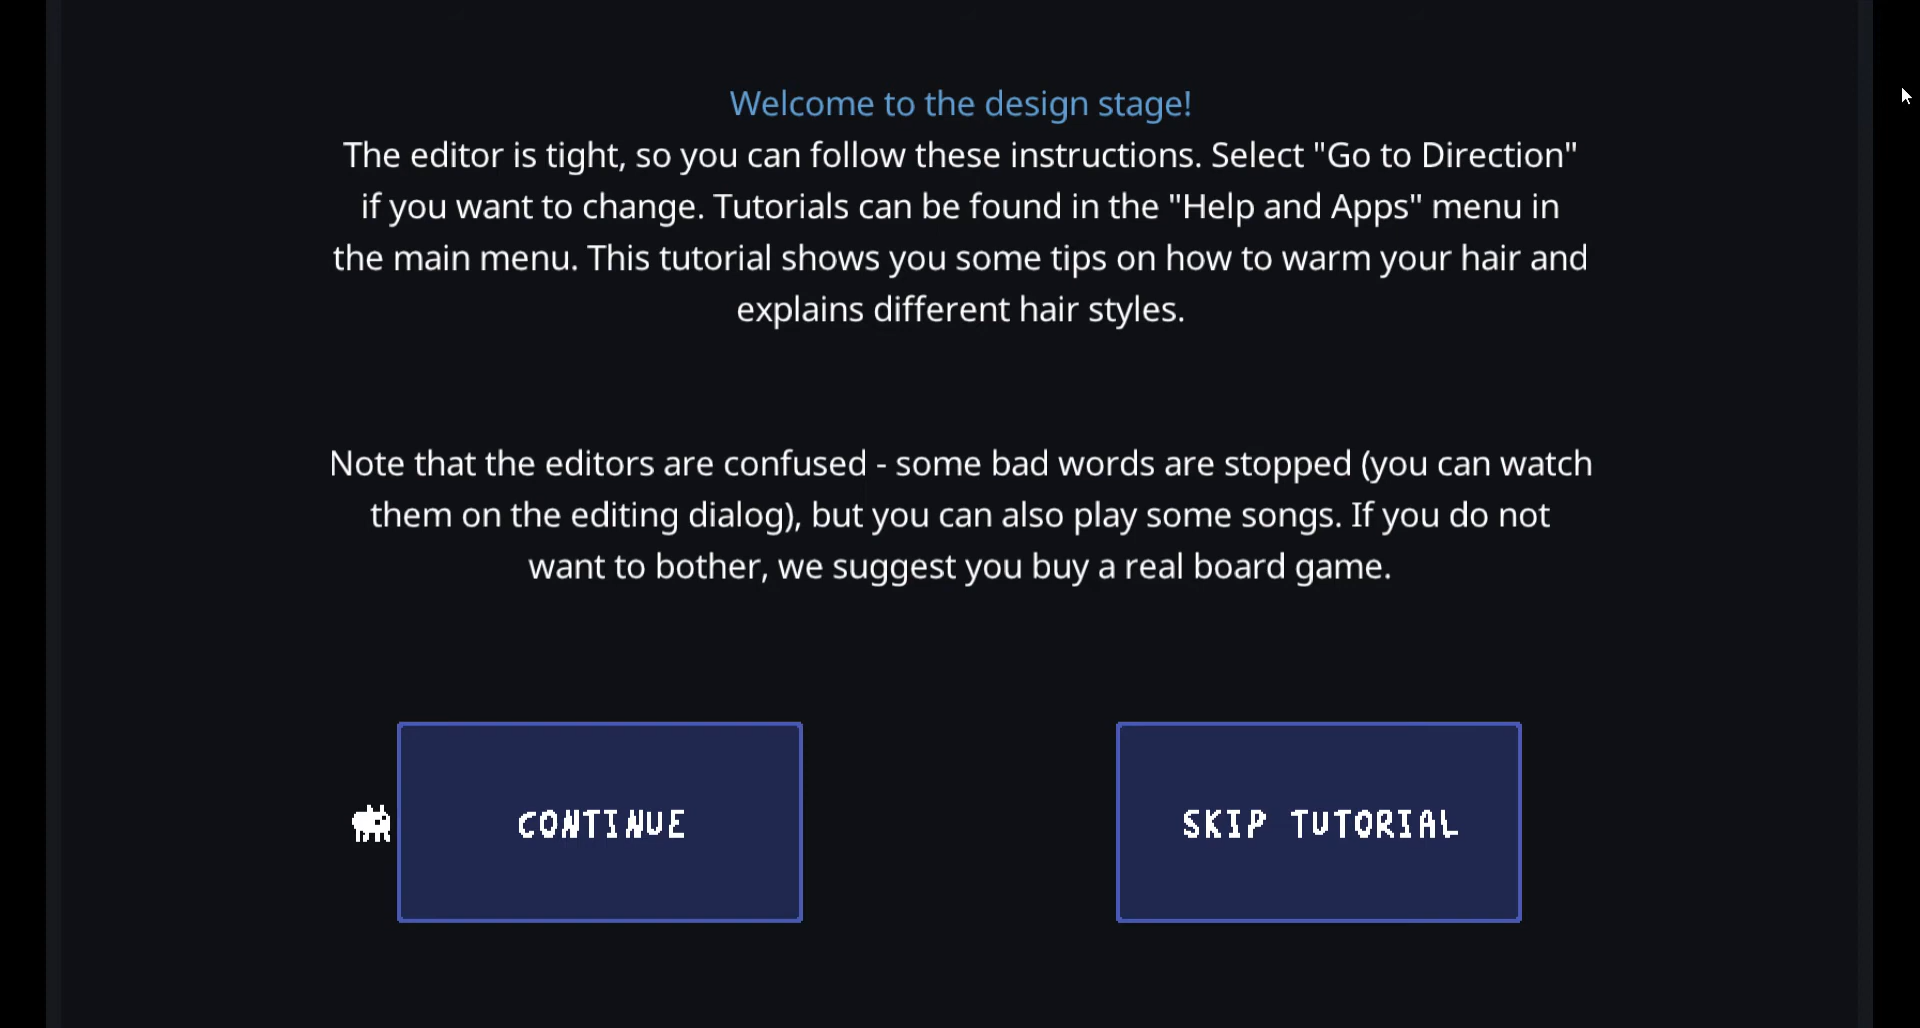 Welcome to the design stage!
The editor is tight, so you can follow these instructions. Select "Go to Direction"
if you want to change. Tutorials can be found in the "Help and Apps" menu in
the main menu. This tutorial shows you some tips on how to warm your hair and
explains different hair styles.
Note that the editors are confused - some bad words are stopped (you can watch
them on the editing dialog), but you can also play some songs. If you do not
want to bother, we suggest you buy a real board game.
CONTINUE
SKIP TUTORIAL